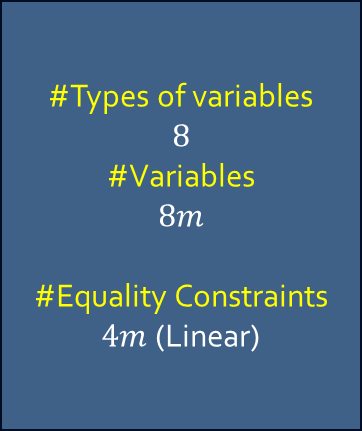 #Types of variables
8
#Variables
8m
#Equality Constraints
4m (Linear)